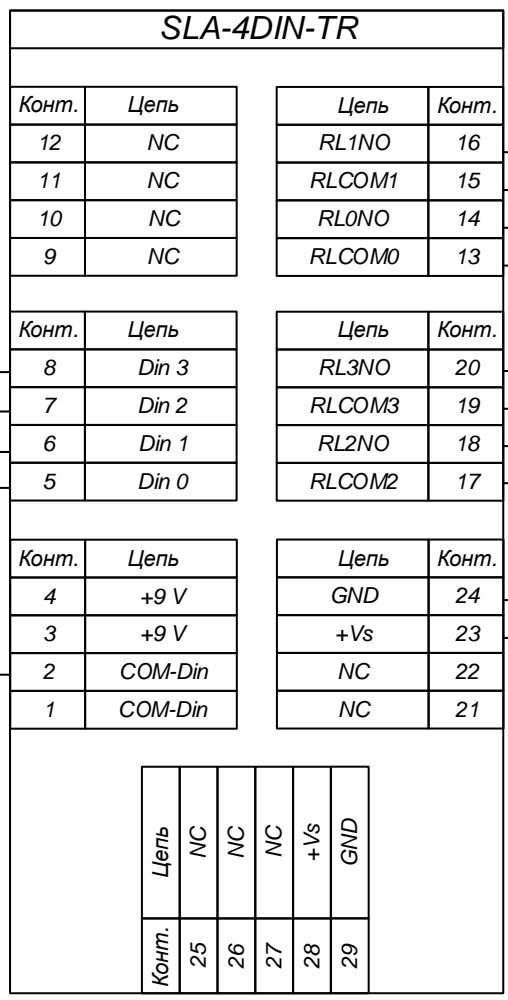 SLA-4DIN-TR
Конт. Цепь
12 NC
11 NC
10 NC
9 NC
Цепь Конт.
RL1NO 16
RLCOM1 15
RL0NO 14
RLCOM0 13
Конт. Цепь
8 Din 3
7 Din 2
6 Din 1
5 Din 0
Цепь Конт.
RL3NO 20
RLCOM3 19
RL2NO 18
RLCOM2 17
Конт. Цепь
4 +9 V
3 +9 V
2 COM-Din
1 COM-Din
Цепь Конт.
GND 24
+Vs 23
NC 22
NC 21
Конт. Цепь
25 NC
26 NC
27 NC
28 +Vs
29 GND